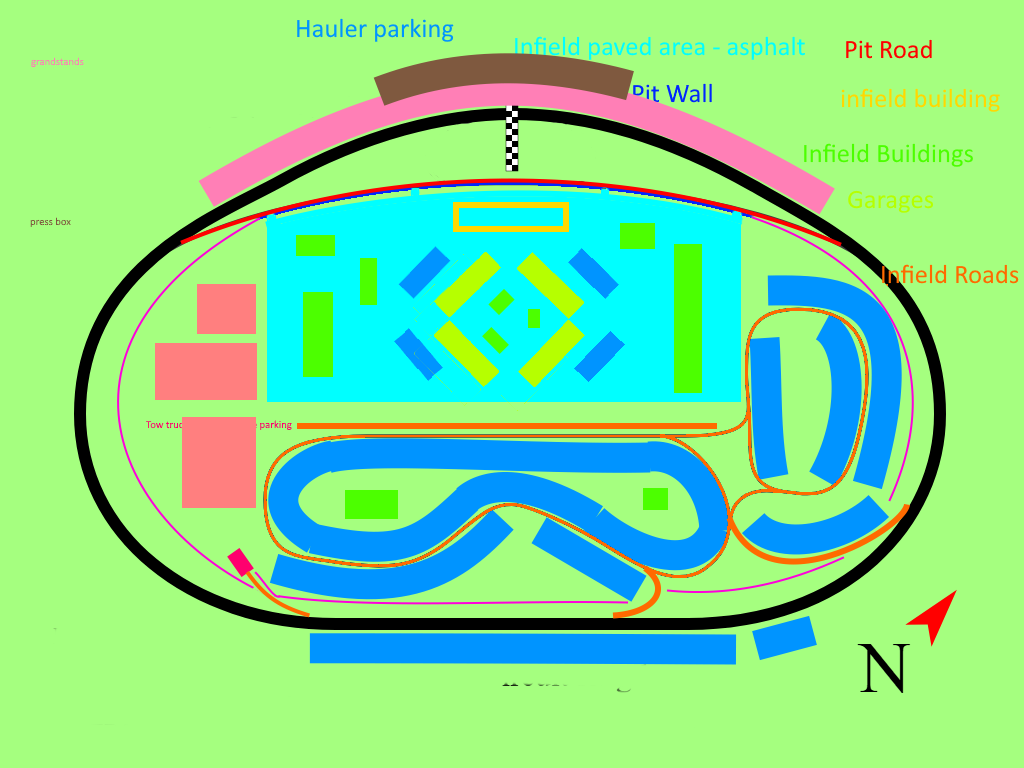 Hauler parking
Infield paved area - asphalt
Pit Road
grandstands
Pit Wall
infield building
Infield Buildings
Garages
press box
Infield Roads
Tow truc
e parking
N